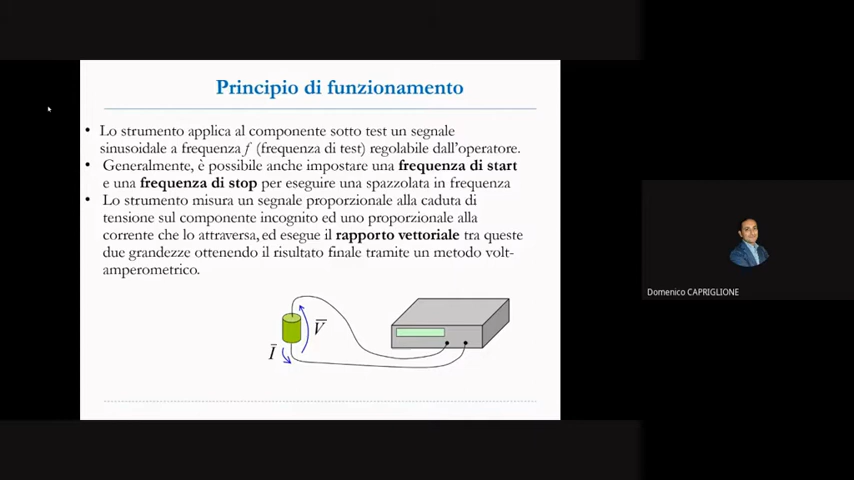 Principio di funzionamento
• Lo strumento applica al componente sotto test un segnale
sinusoidale a frequenza f (frequenza di test) regolabile dall'operatore.
• Generalmente, è possibile anche impostare una frequenza di start
e una frequenza di stop per eseguire una spazzolata in frequenza
• Lo strumento misura un segnale proporzionale alla caduta di
tensione sul componente incognito ed uno proporzionale alla
corrente che lo attraversa, ed esegue il rapporto vettoriale tra queste
due grandezze ottenendo il risultato finale tramite un metodo volt-
amperometrico.
V̅
I̅
Domenico CAPRIGLIONE